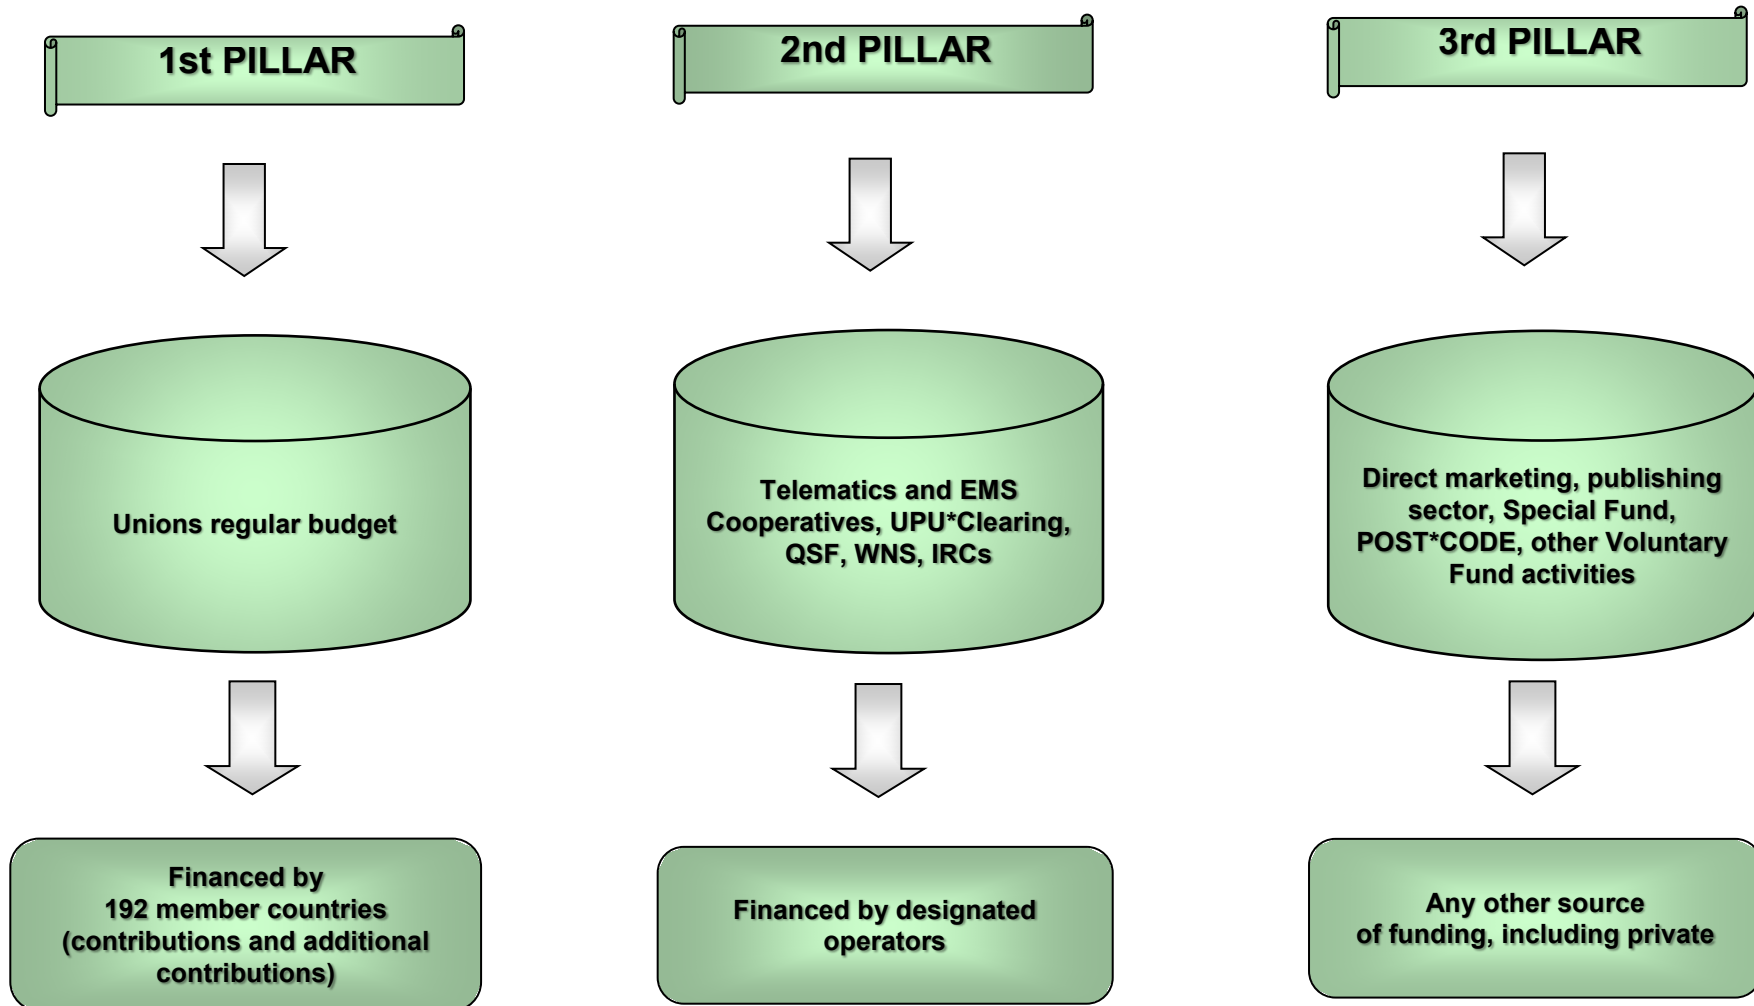 1st PILLAR
2nd PILLAR
3rd PILLAR
Unions regular budget
Telematics and EMS
Cooperatives, UPU*Clearing,
QSF, WNS, IRCs
Direct marketing, publishing
sector, Special Fund,
POST*CODE, other Voluntary
Fund activities
Financed by
192 member countries
(contributions and additional
contributions)
Financed by designated
operators
Any other source
of funding, including private